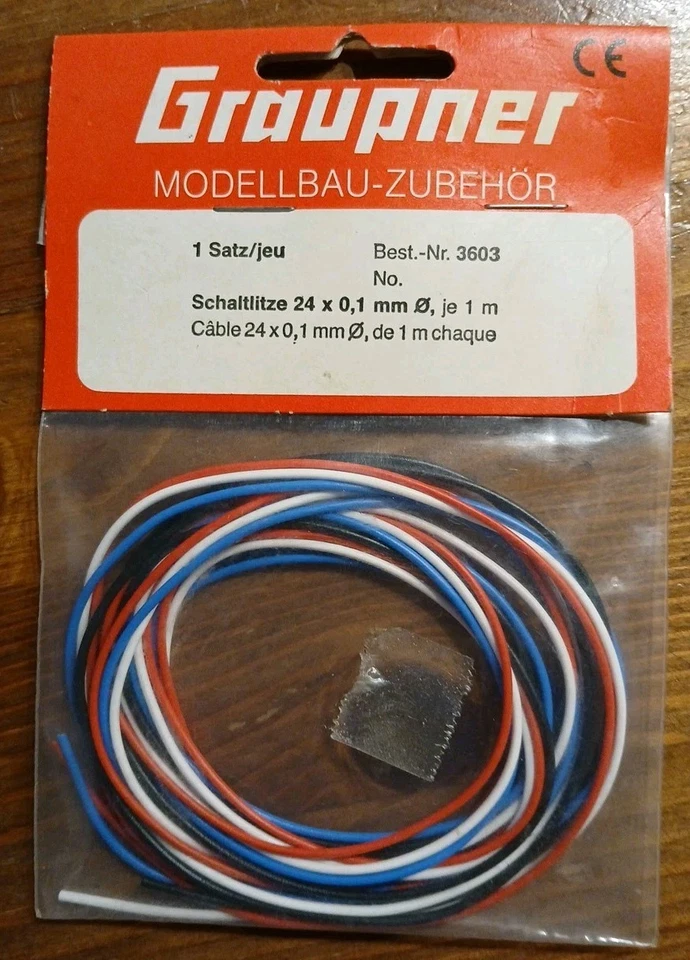 CE
Graupner
MODELLBAU-ZUBEHÖR
1 Satz/jeu Best.-Nr. 3603
No.
Schaltlitze 24 x 0,1 mm Ø, je 1 m
Câble 24 x 0,1 mm Ø, de 1 m chaque